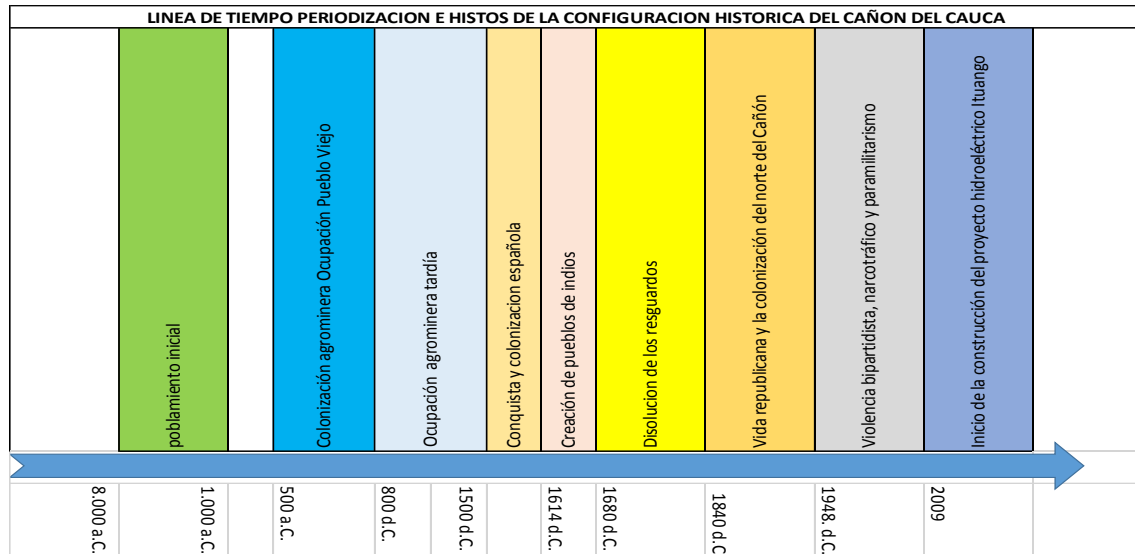 LINEA DE TIEMPO PERIODIZACION E HISTOS DE LA CONFIGURACION HISTORICA DEL CAÑON DEL CAUCA
poblamiento inicial
Colonización agrominera Ocupación Pueblo Viejo
Ocupación agrominera tardía
Conquista y colonizacion española
Creación de pueblos de indios
Disolucion de los resguardos
Vida republicana y la colonización del norte del Cañón
Violencia bipartidista, narcotráfico y paramilitarismo
Inicio de la construcción del proyecto hidroeléctrico Ituango
8.000 a.C.
1.000 a.C.
500 a.C.
800 d.C.
1500 d.C.
1614 d.C.
1680 d.C.
1840 d.C
1948. d.C.
2009